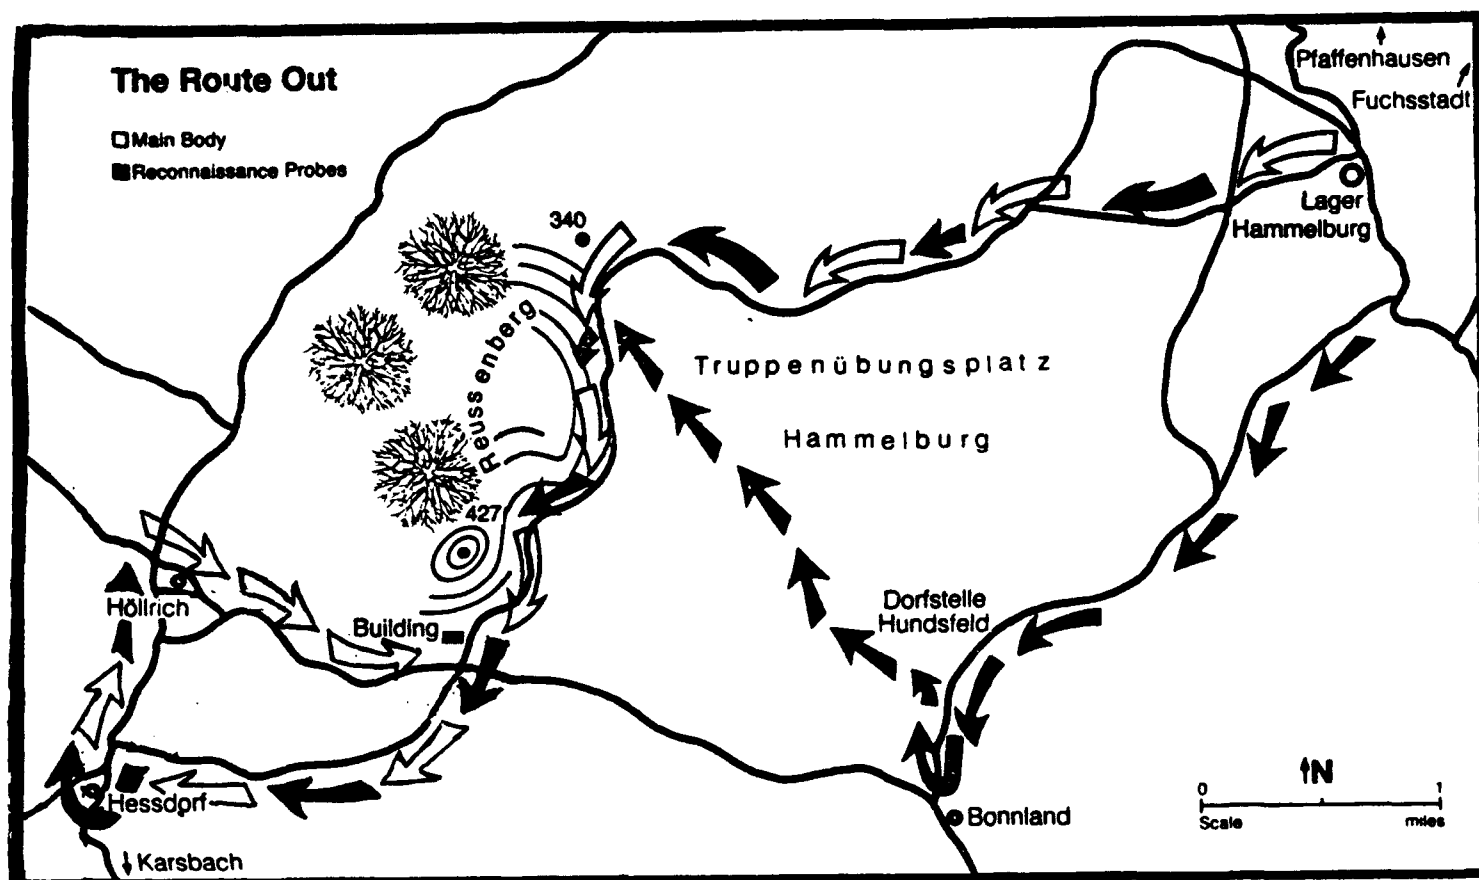 The Route Out
Main Body
Reconnaissance Probes
Pfaffenhausen
Fuchsstadt
Lager
Hammelburg
340
Reussenberg
Truppenübungsplatz
Hammelburg
427
Höllrich
Building
Dorfstelle
Hundsfeld
Hessdorf
Karsbach
Bonnland
N
0 1
Scale miles